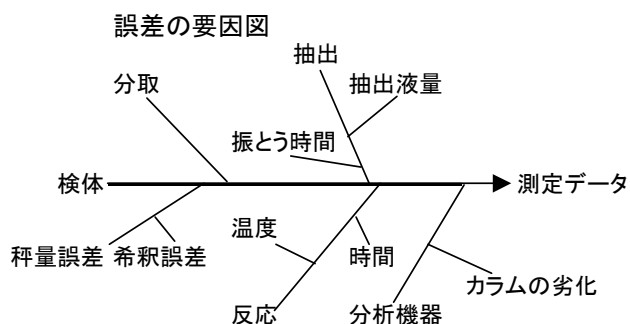 誤差の要因図
抽出
分取
抽出液量
振とう時間
検体
測定データ
温度
秤量誤差
希釈誤差
時間
カラムの劣化
反応
分析機器